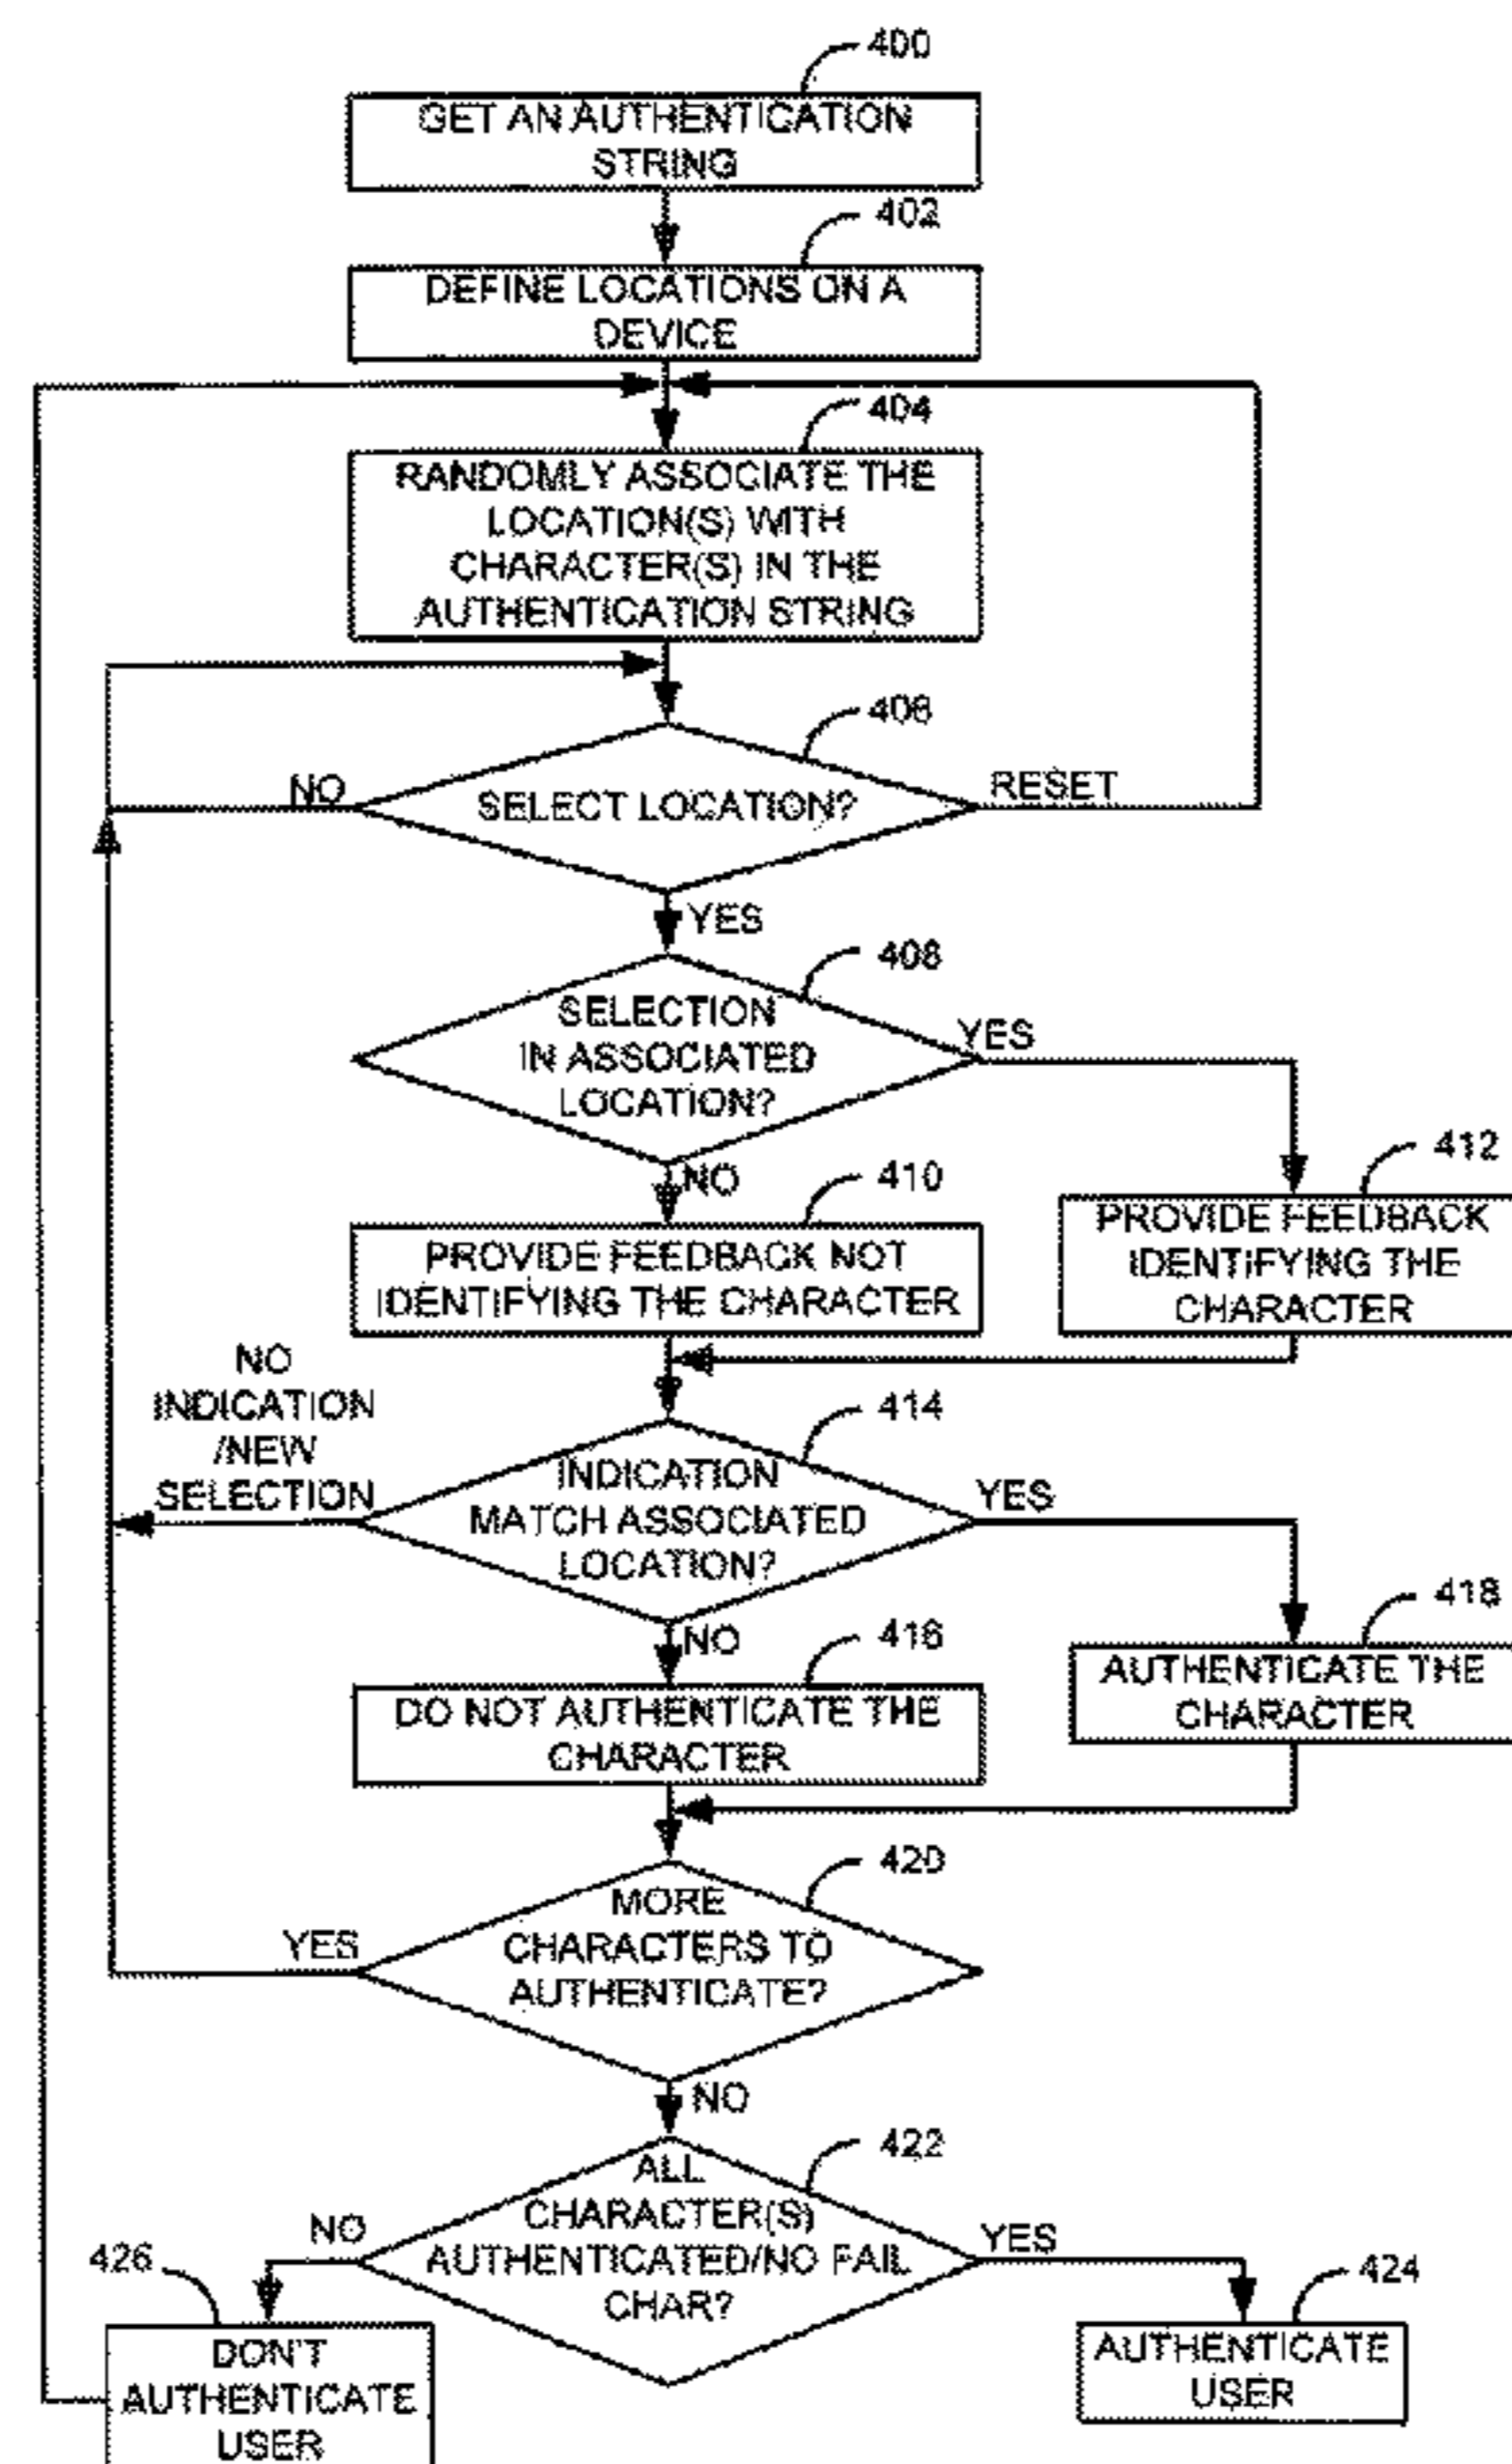 400
GET AN AUTHENTICATION
STRING
402
DEFINE LOCATIONS ON A
DEVICE
404
RANDOMLY ASSOCIATE THE
LOCATION(S) WITH
CHARACTER(S) IN THE
AUTHENTICATION STRING
406
NO
SELECT LOCATION?
RESET
YES
408
SELECTION
IN ASSOCIATED
LOCATION?
YES
NO
410
PROVIDE FEEDBACK NOT
IDENTIFYING THE CHARACTER
412
PROVIDE FEEDBACK
IDENTIFYING THE
CHARACTER
NO
INDICATION
/NEW
SELECTION
414
INDICATION
MATCH ASSOCIATED
LOCATION?
YES
NO
416
DO NOT AUTHENTICATE THE
CHARACTER
418
AUTHENTICATE THE
CHARACTER
420
MORE
CHARACTERS TO
AUTHENTICATE?
YES
NO
422
ALL
CHARACTER(S)
AUTHENTICATED/NO FAIL
CHAR?
NO
YES
426
DON'T
AUTHENTICATE
USER
424
AUTHENTICATE
USER